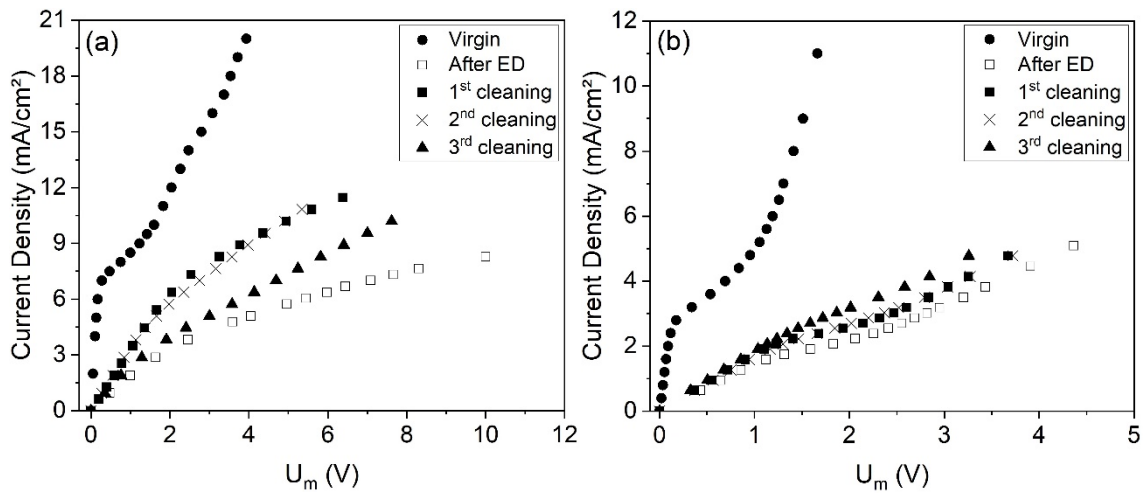 (a)
Virgin
After ED
1st cleaning
2nd cleaning
3rd cleaning
Current Density (mA/cm²)
21
18
15
12
9
6
3
0
0 2 4 6 8 10 12
Um (V)
(b)
Virgin
After ED
1st cleaning
2nd cleaning
3rd cleaning
Current Density (mA/cm²)
12
10
8
6
4
2
0
0 1 2 3 4 5
Um (V)